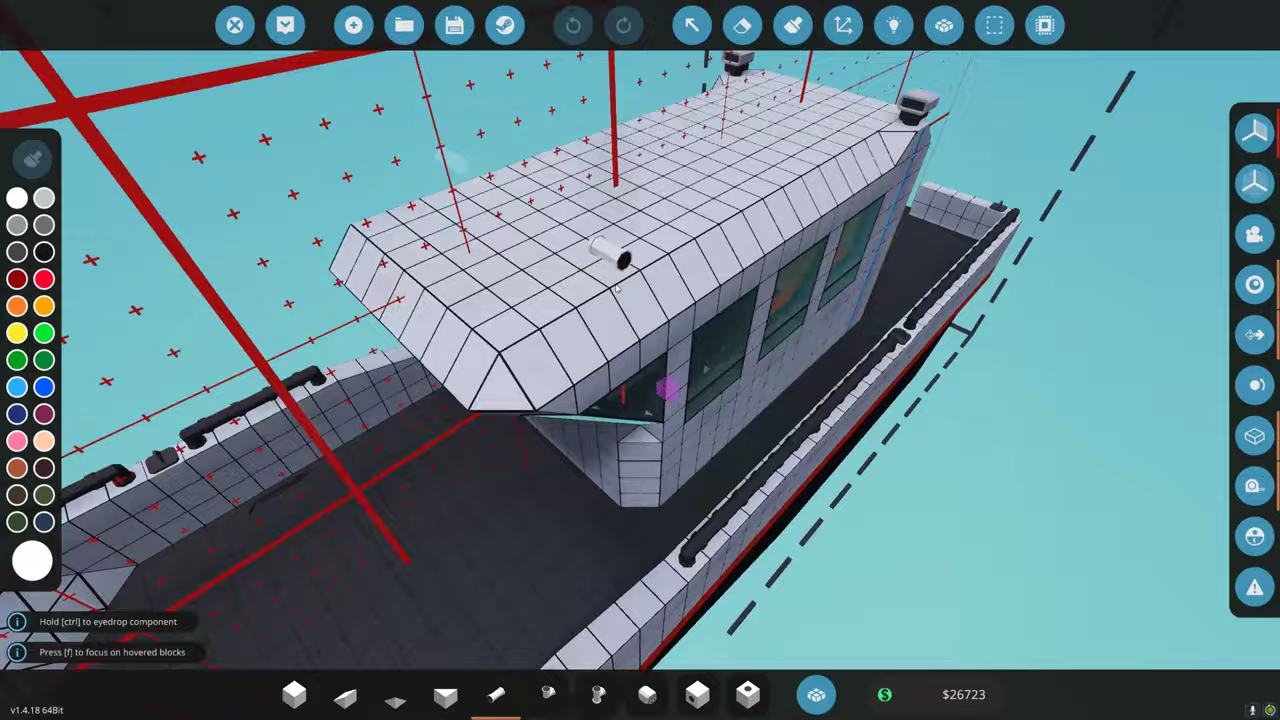 Hold [ctrl] to eyedrop component
Press [f] to focus on hovered blocks
$26723
v1.4.18 64Bit